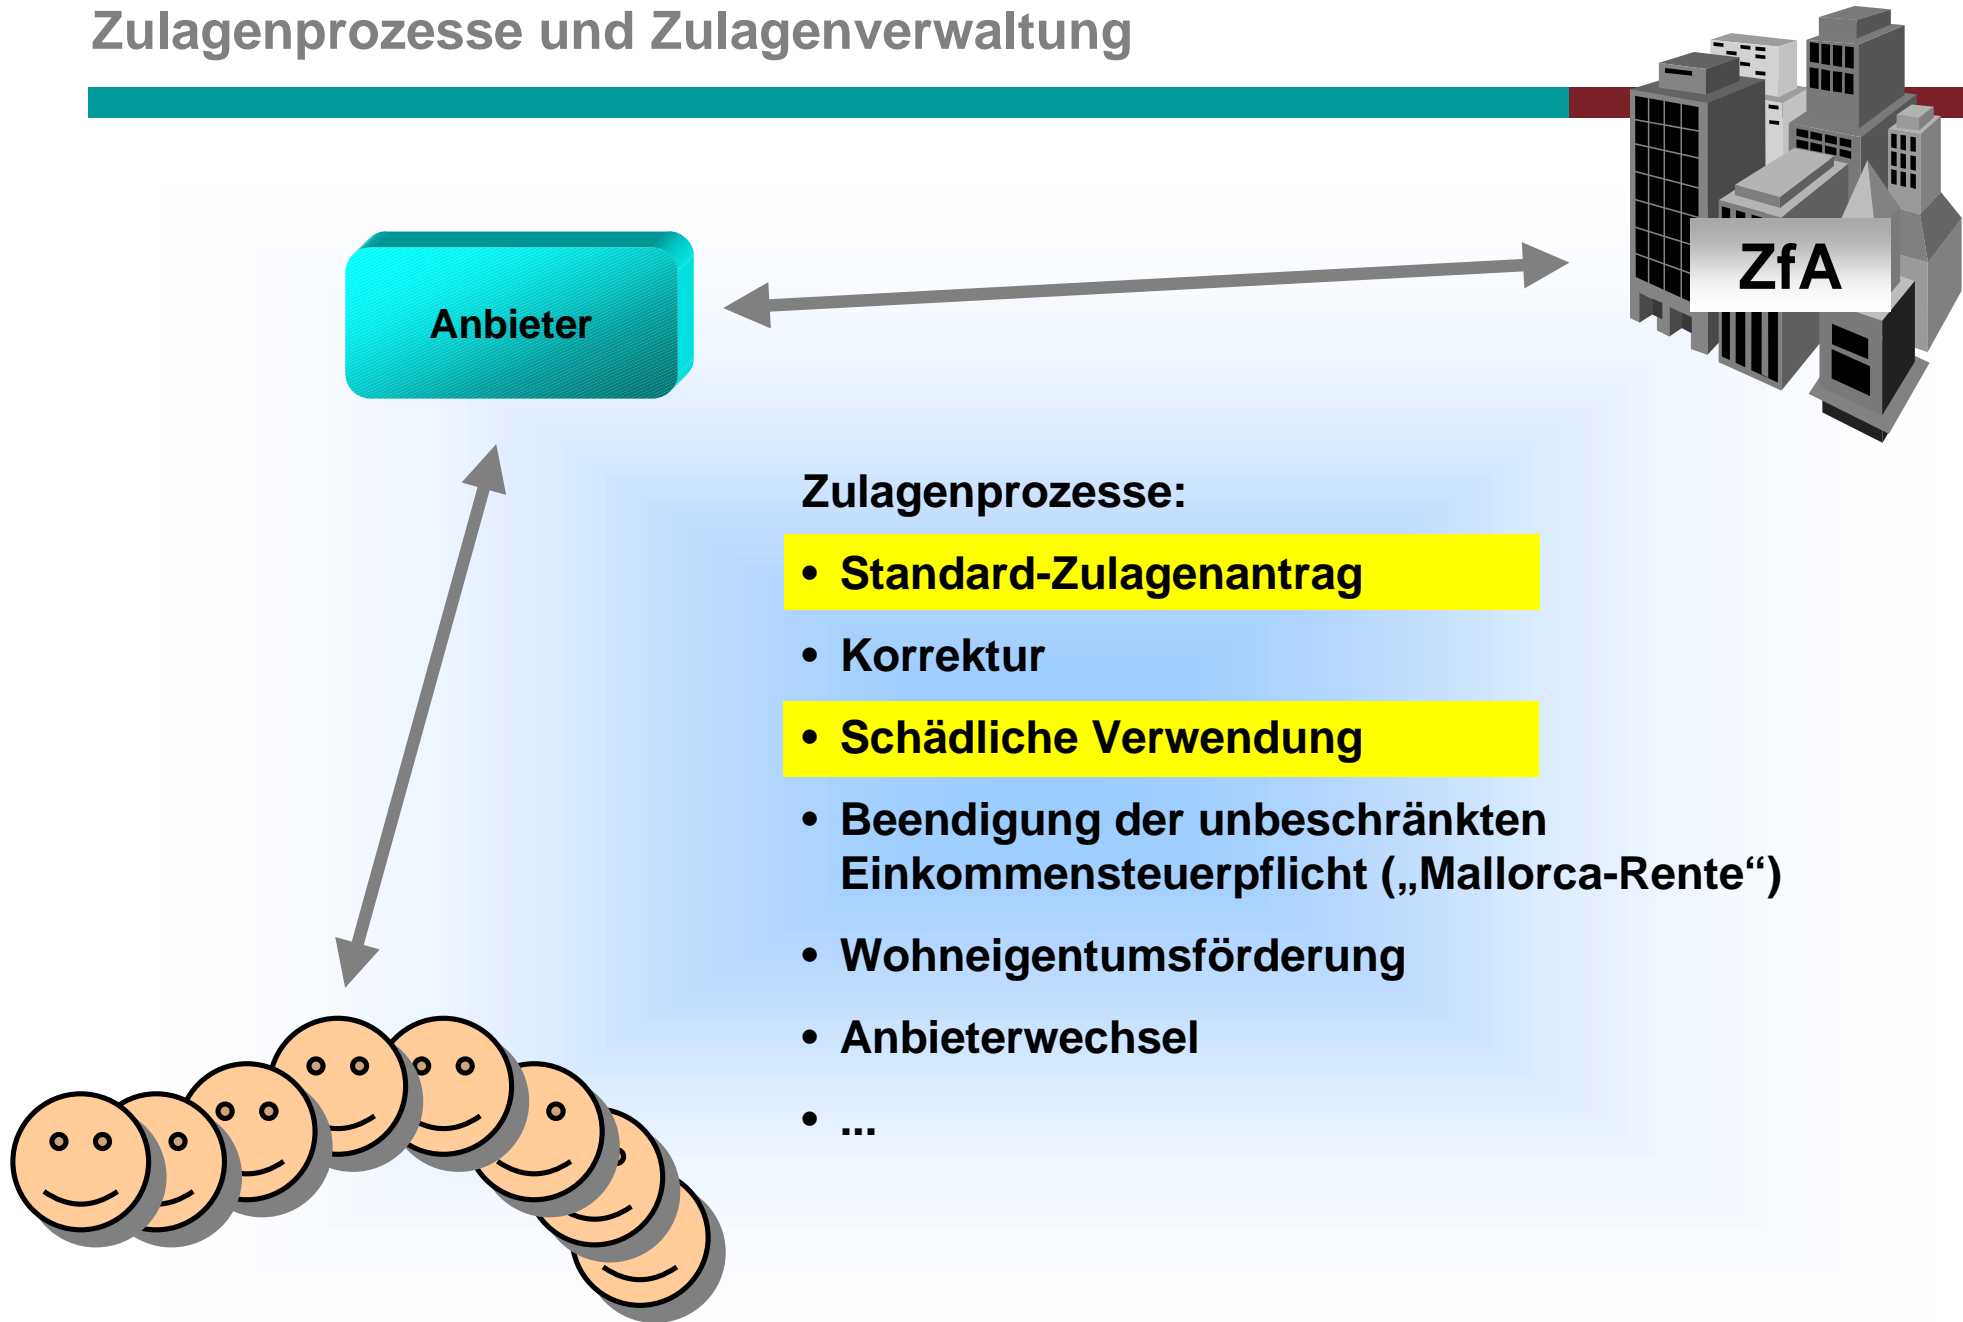 Zulagenprozesse und Zulagenverwaltung
ZfA
Anbieter
Zulagenprozesse:
• Standard-Zulagenantrag
• Korrektur
• Schädliche Verwendung
• Beendigung der unbeschränkten
Einkommensteuerpflicht („Mallorca-Rente“)
• Wohneigentumsförderung
• Anbieterwechsel
• ...